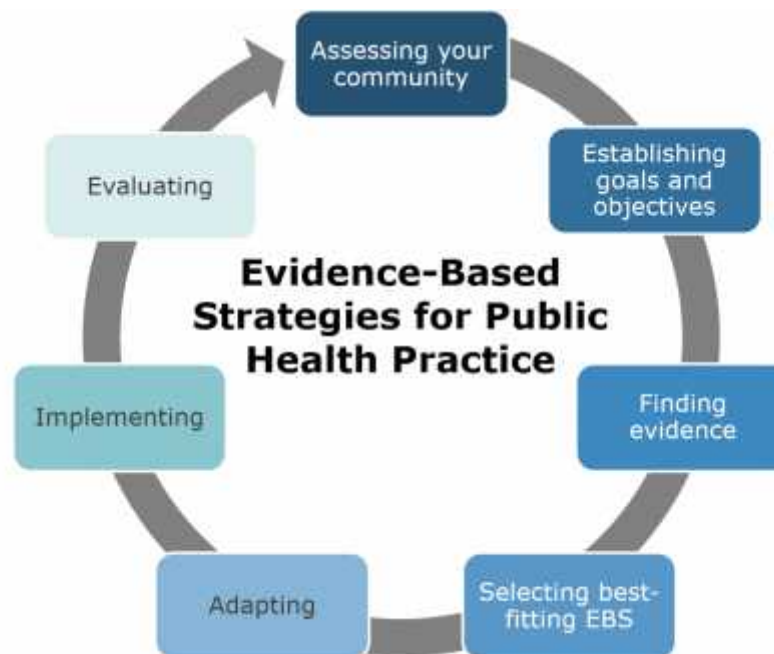 Assessing your
community
Establishing
goals and
objectives
Finding
evidence
Selecting best-
fitting EBS
Adapting
Implementing
Evaluating
Evidence-Based
Strategies for Public
Health Practice